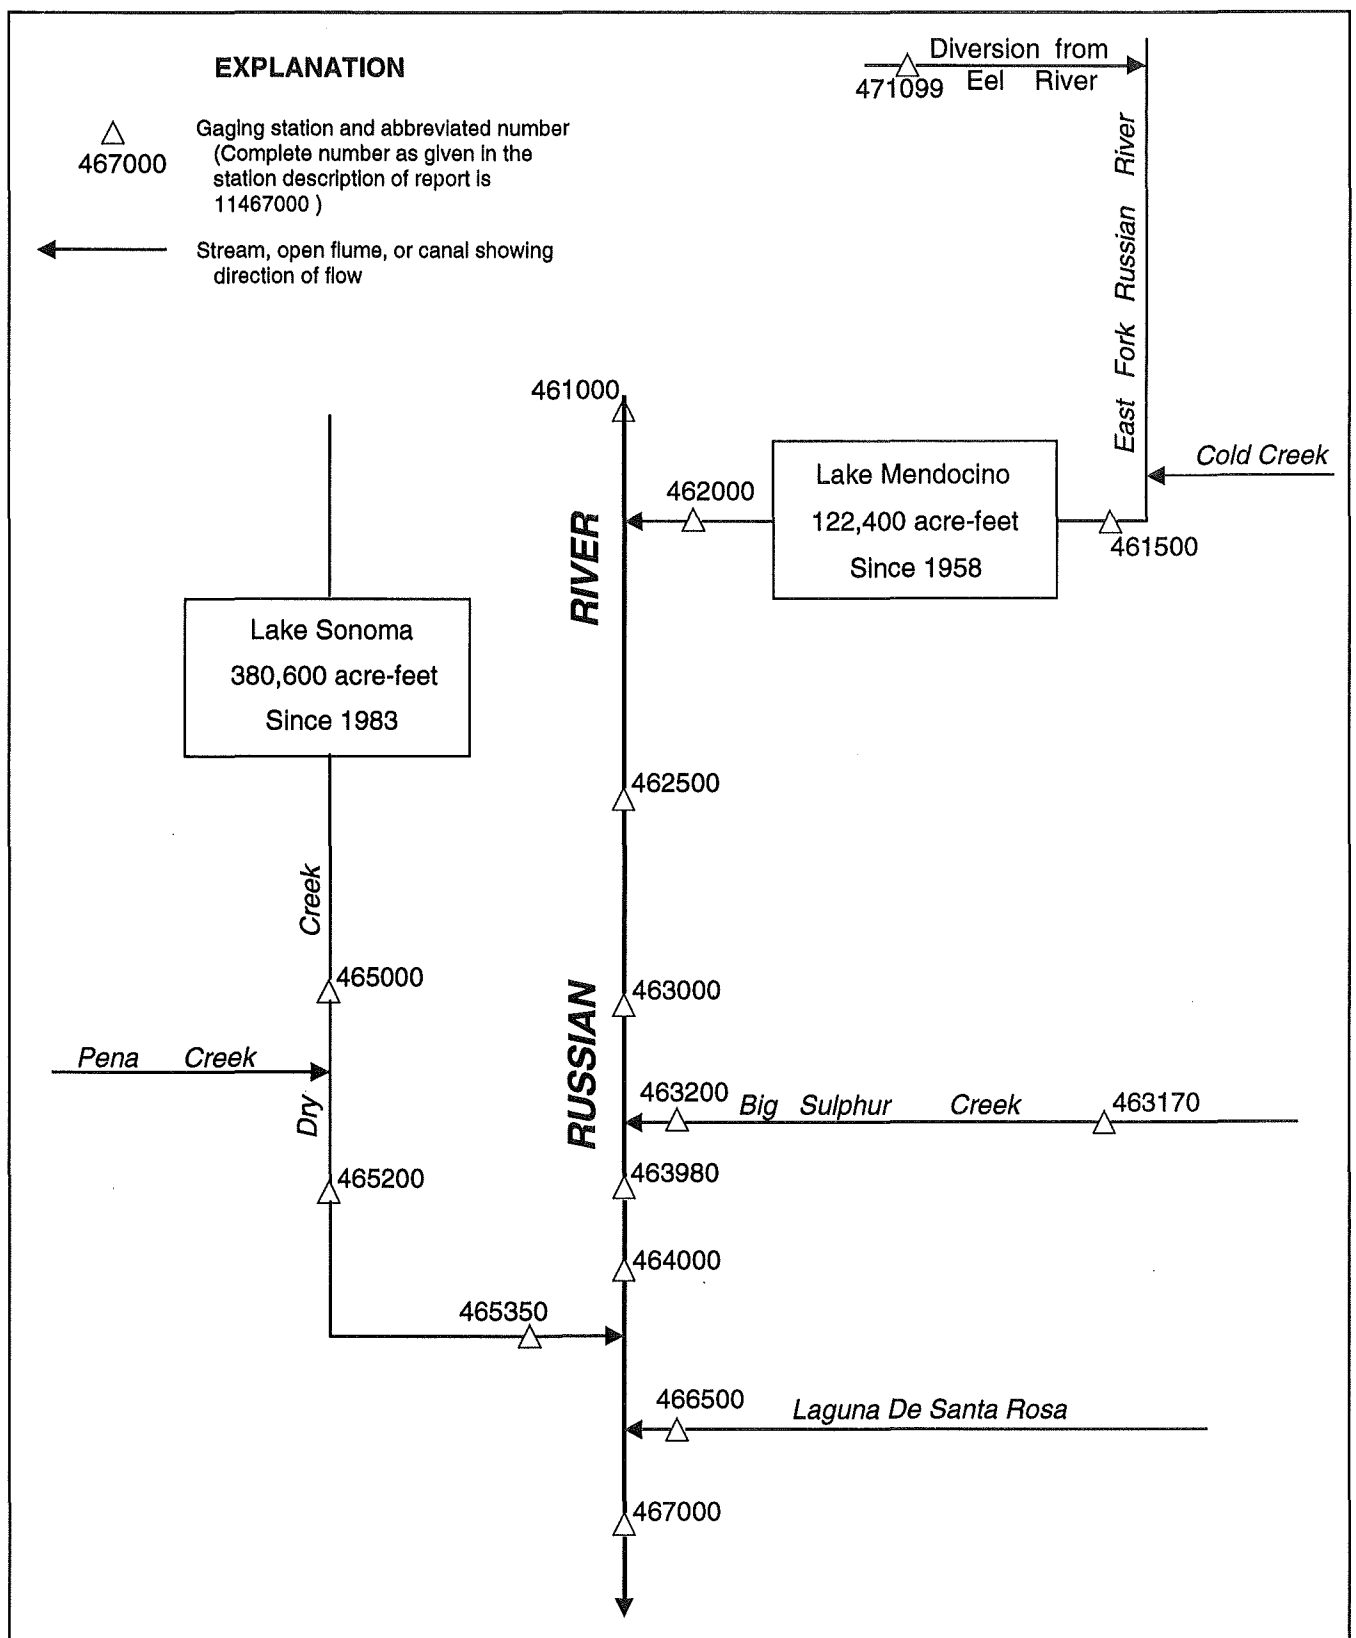 EXPLANATION
467000
Gaging station and abbreviated number
(Complete number as given in the
station description of report is
11467000 )
Stream, open flume, or canal showing
direction of flow
Diversion from
Eel River
471099
East Fork Russian River
Cold Creek
461500
Lake Mendocino
122,400 acre-feet
Since 1958
462000
461000
RUSSIAN RIVER
Lake Sonoma
380,600 acre-feet
Since 1983
462500
Dry Creek
465000
463000
Pena Creek
463200
Big Sulphur Creek
463170
465200
463980
464000
465350
466500
Laguna De Santa Rosa
467000